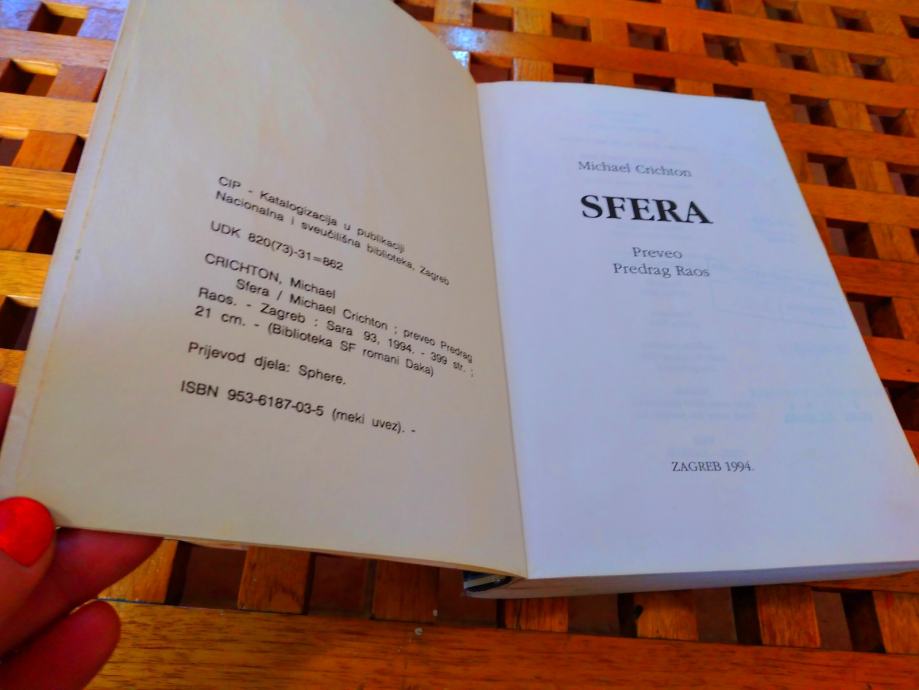 CIP - Katalogizacija u publikaciji
Nacionalna i sveučilišna biblioteka, Zagreb
UDK 820(73)-31=862
CRICHTON, Michael
Sfera / Michael Crichton ; preveo Predrag
Raos. - Zagreb : Sara 93, 1994. - 399 str. ;
21 cm. - (Biblioteka SF romani Daka)
Prijevod djela: Sphere.
ISBN 953-6187-03-5 (meki uvez). -
Michael Crichton
SFERA
Preveo
Predrag Raos
ZAGREB 1994.